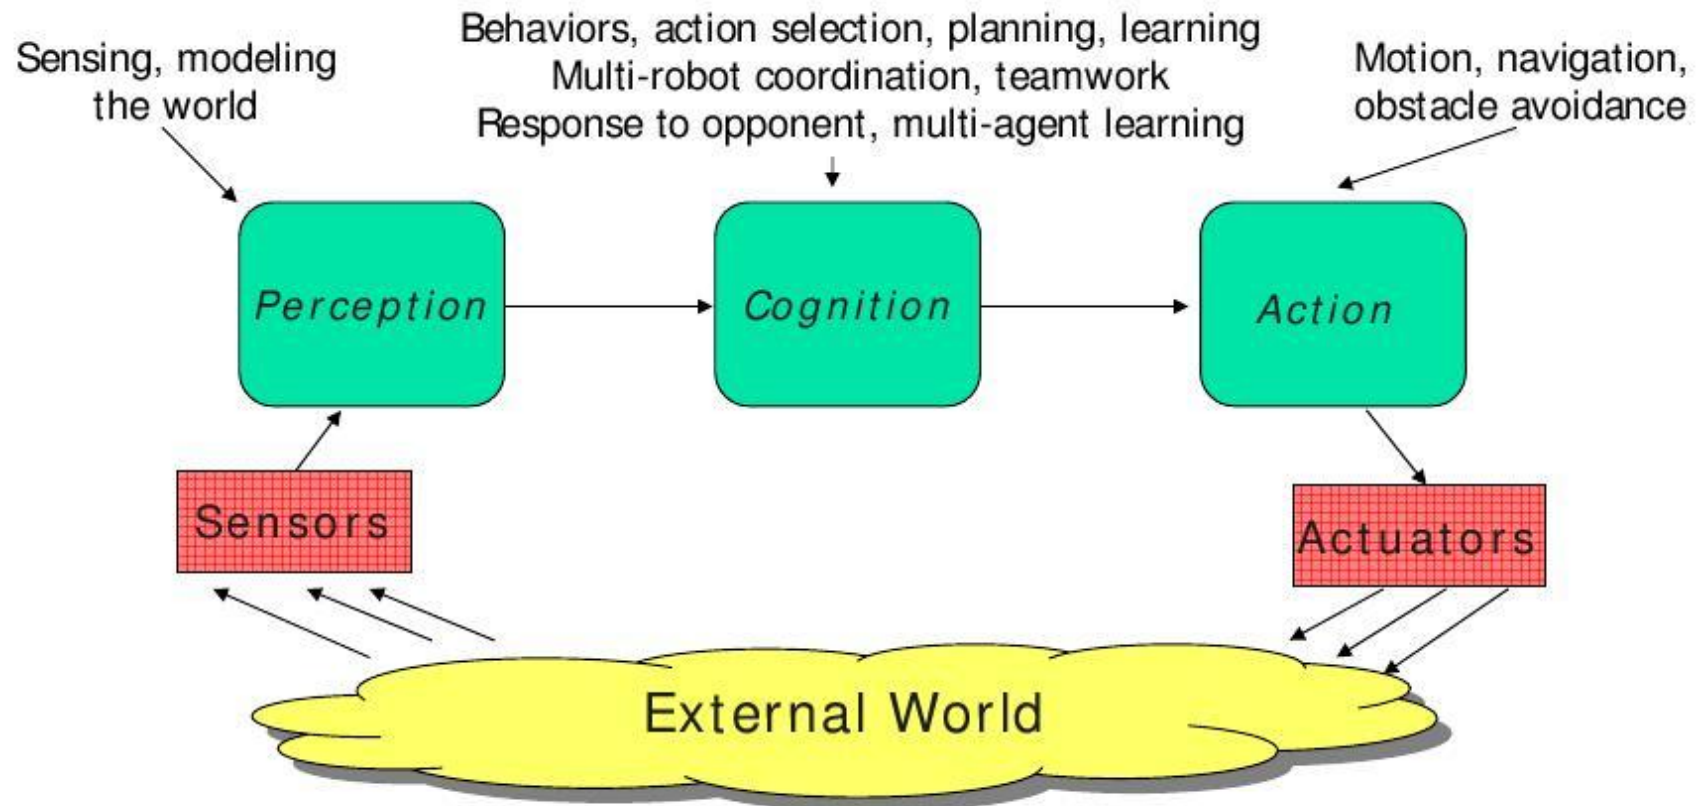 Sensing, modeling
the world
Behaviors, action selection, planning, learning
Multi-robot coordination, teamwork
Response to opponent, multi-agent learning
Motion, navigation,
obstacle avoidance
Perception
Cognition
Action
Sensors
Actuators
External World